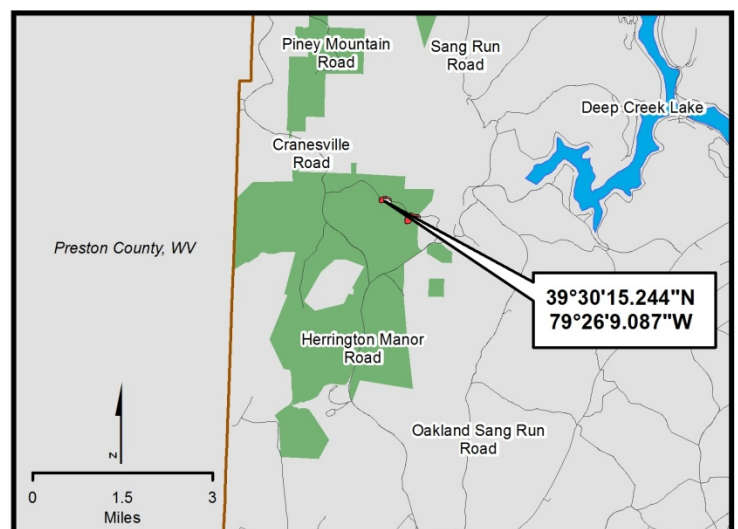 Piney Mountain
Road
Sang Run
Road
Deep Creek Lake
Cranesville
Road
Preston County, WV
39°30'15.244"N
79°26'9.087"W
Herrington Manor
Road
Oakland Sang Run
Road
N
0 1.5 3
Miles